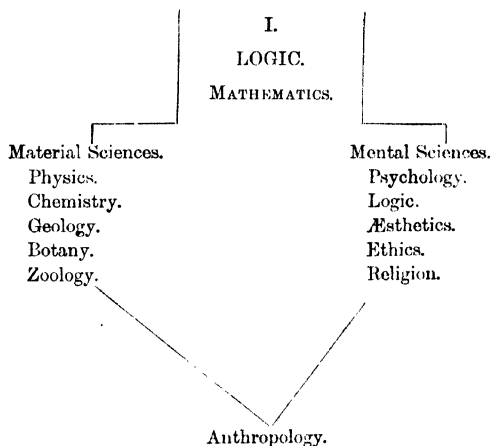 I.
LOGIC.
MATHEMATICS.
Material Sciences.
Physics.
Chemistry.
Geology.
Botany.
Zoology.
Mental Sciences.
Psychology.
Logic.
Æsthetics.
Ethics.
Religion.
Anthropology.